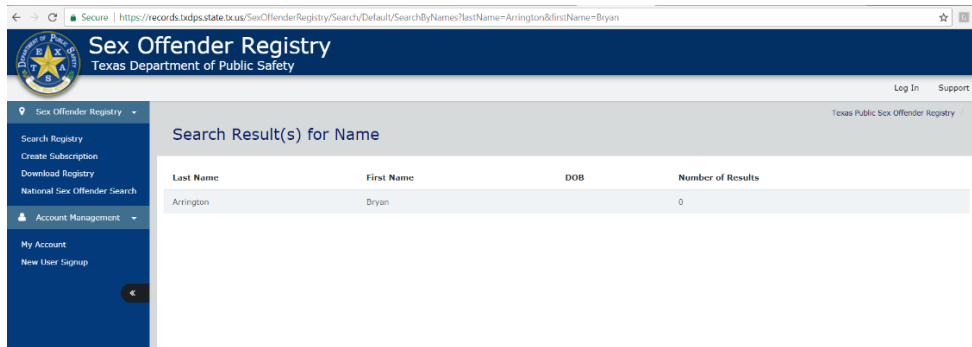 Secure | https://records.txdps.state.tx.us/SexOffenderRegistry/Search/Default/SearchByNames?lastName=Arrington&firstName=Bryan
Sex Offender Registry
Texas Department of Public Safety
Log In Support
Sex Offender Registry
Texas Public Sex Offender Registry /
Search Registry
Search Result(s) for Name
Create Subscription
Download Registry
National Sex Offender Search
Last Name First Name DOB Number of Results
Arrington Bryan 0
Account Management
My Account
New User Signup